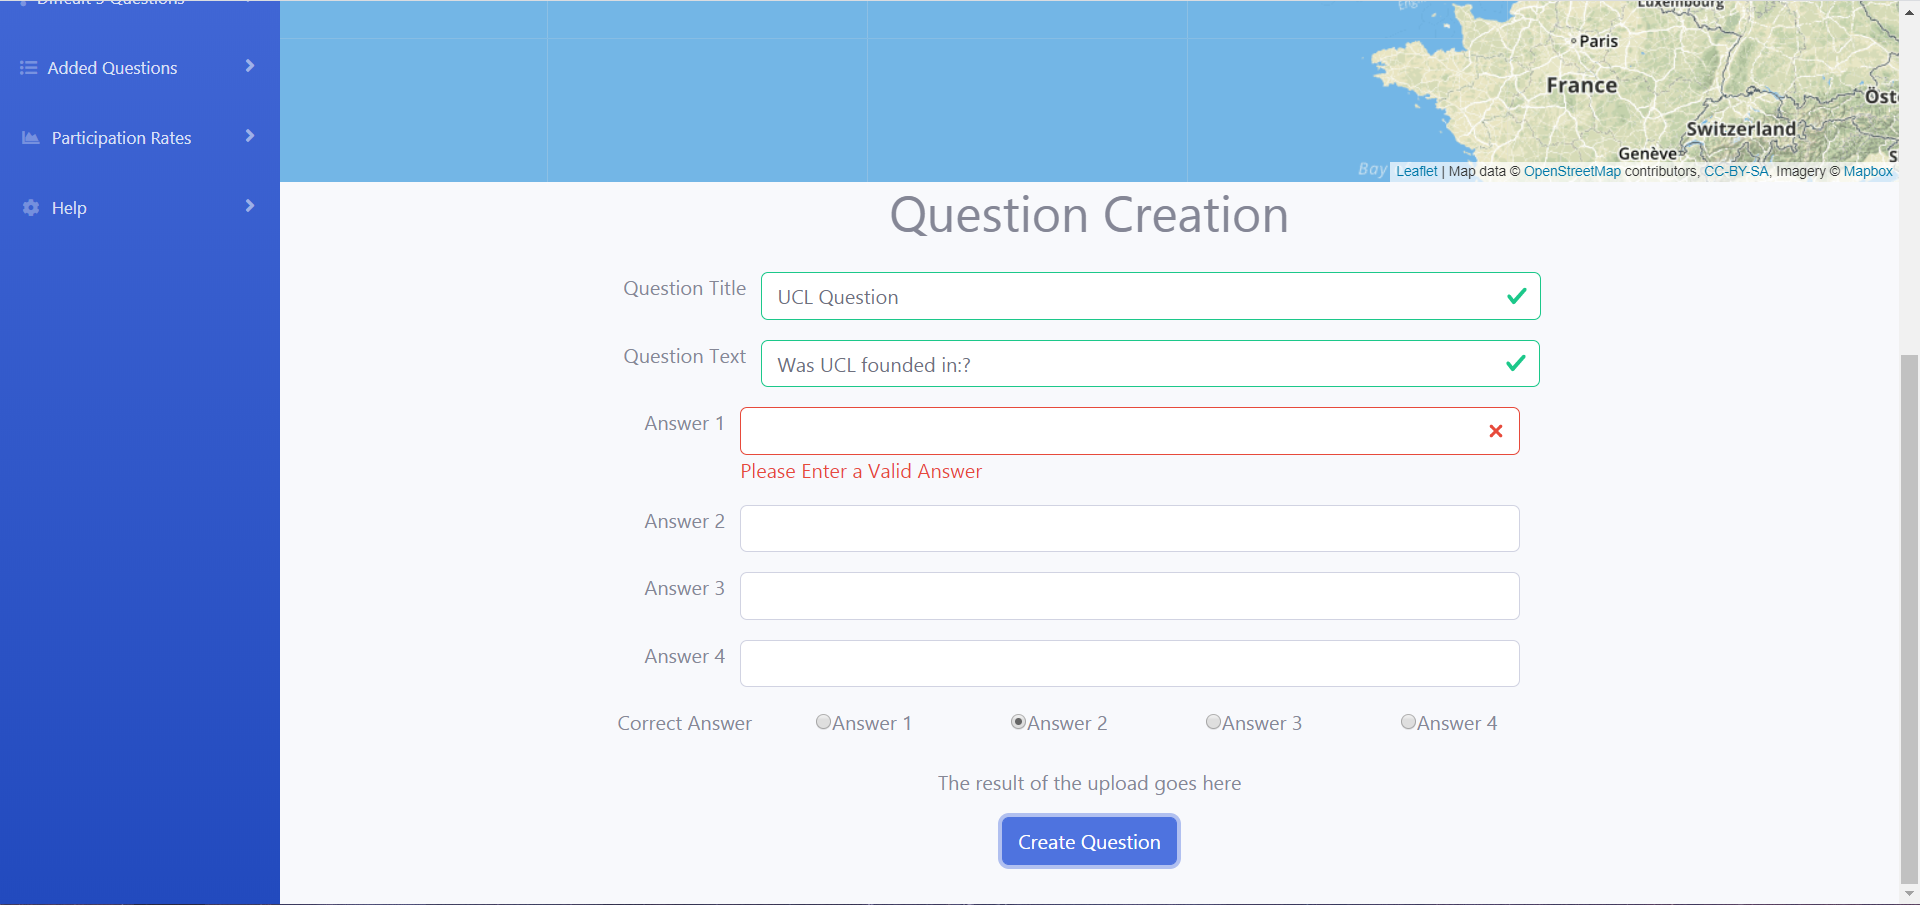 Difficult 5 Questions
Added Questions
Participation Rates
Help
Eng
Luxembourg
Paris
France
Öst
Switzerland
Genève
S
Bay
Leaflet | Map data © OpenStreetMap contributors, CC-BY-SA, Imagery © Mapbox
Question Creation
Question Title
UCL Question
Question Text
Was UCL founded in:?
Answer 1
Please Enter a Valid Answer
Answer 2
Answer 3
Answer 4
Correct Answer Answer 1 Answer 2 Answer 3 Answer 4
The result of the upload goes here
Create Question